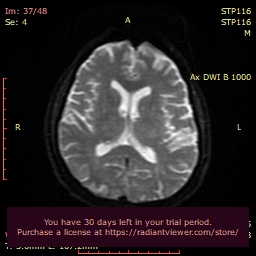 Im: 37/48
Se: 4
A
STP116
STP116
M
Ax DWI B 1000
R
L
You have 30 days left in your trial period.
Purchase a license at https://radiantviewer.com/store/